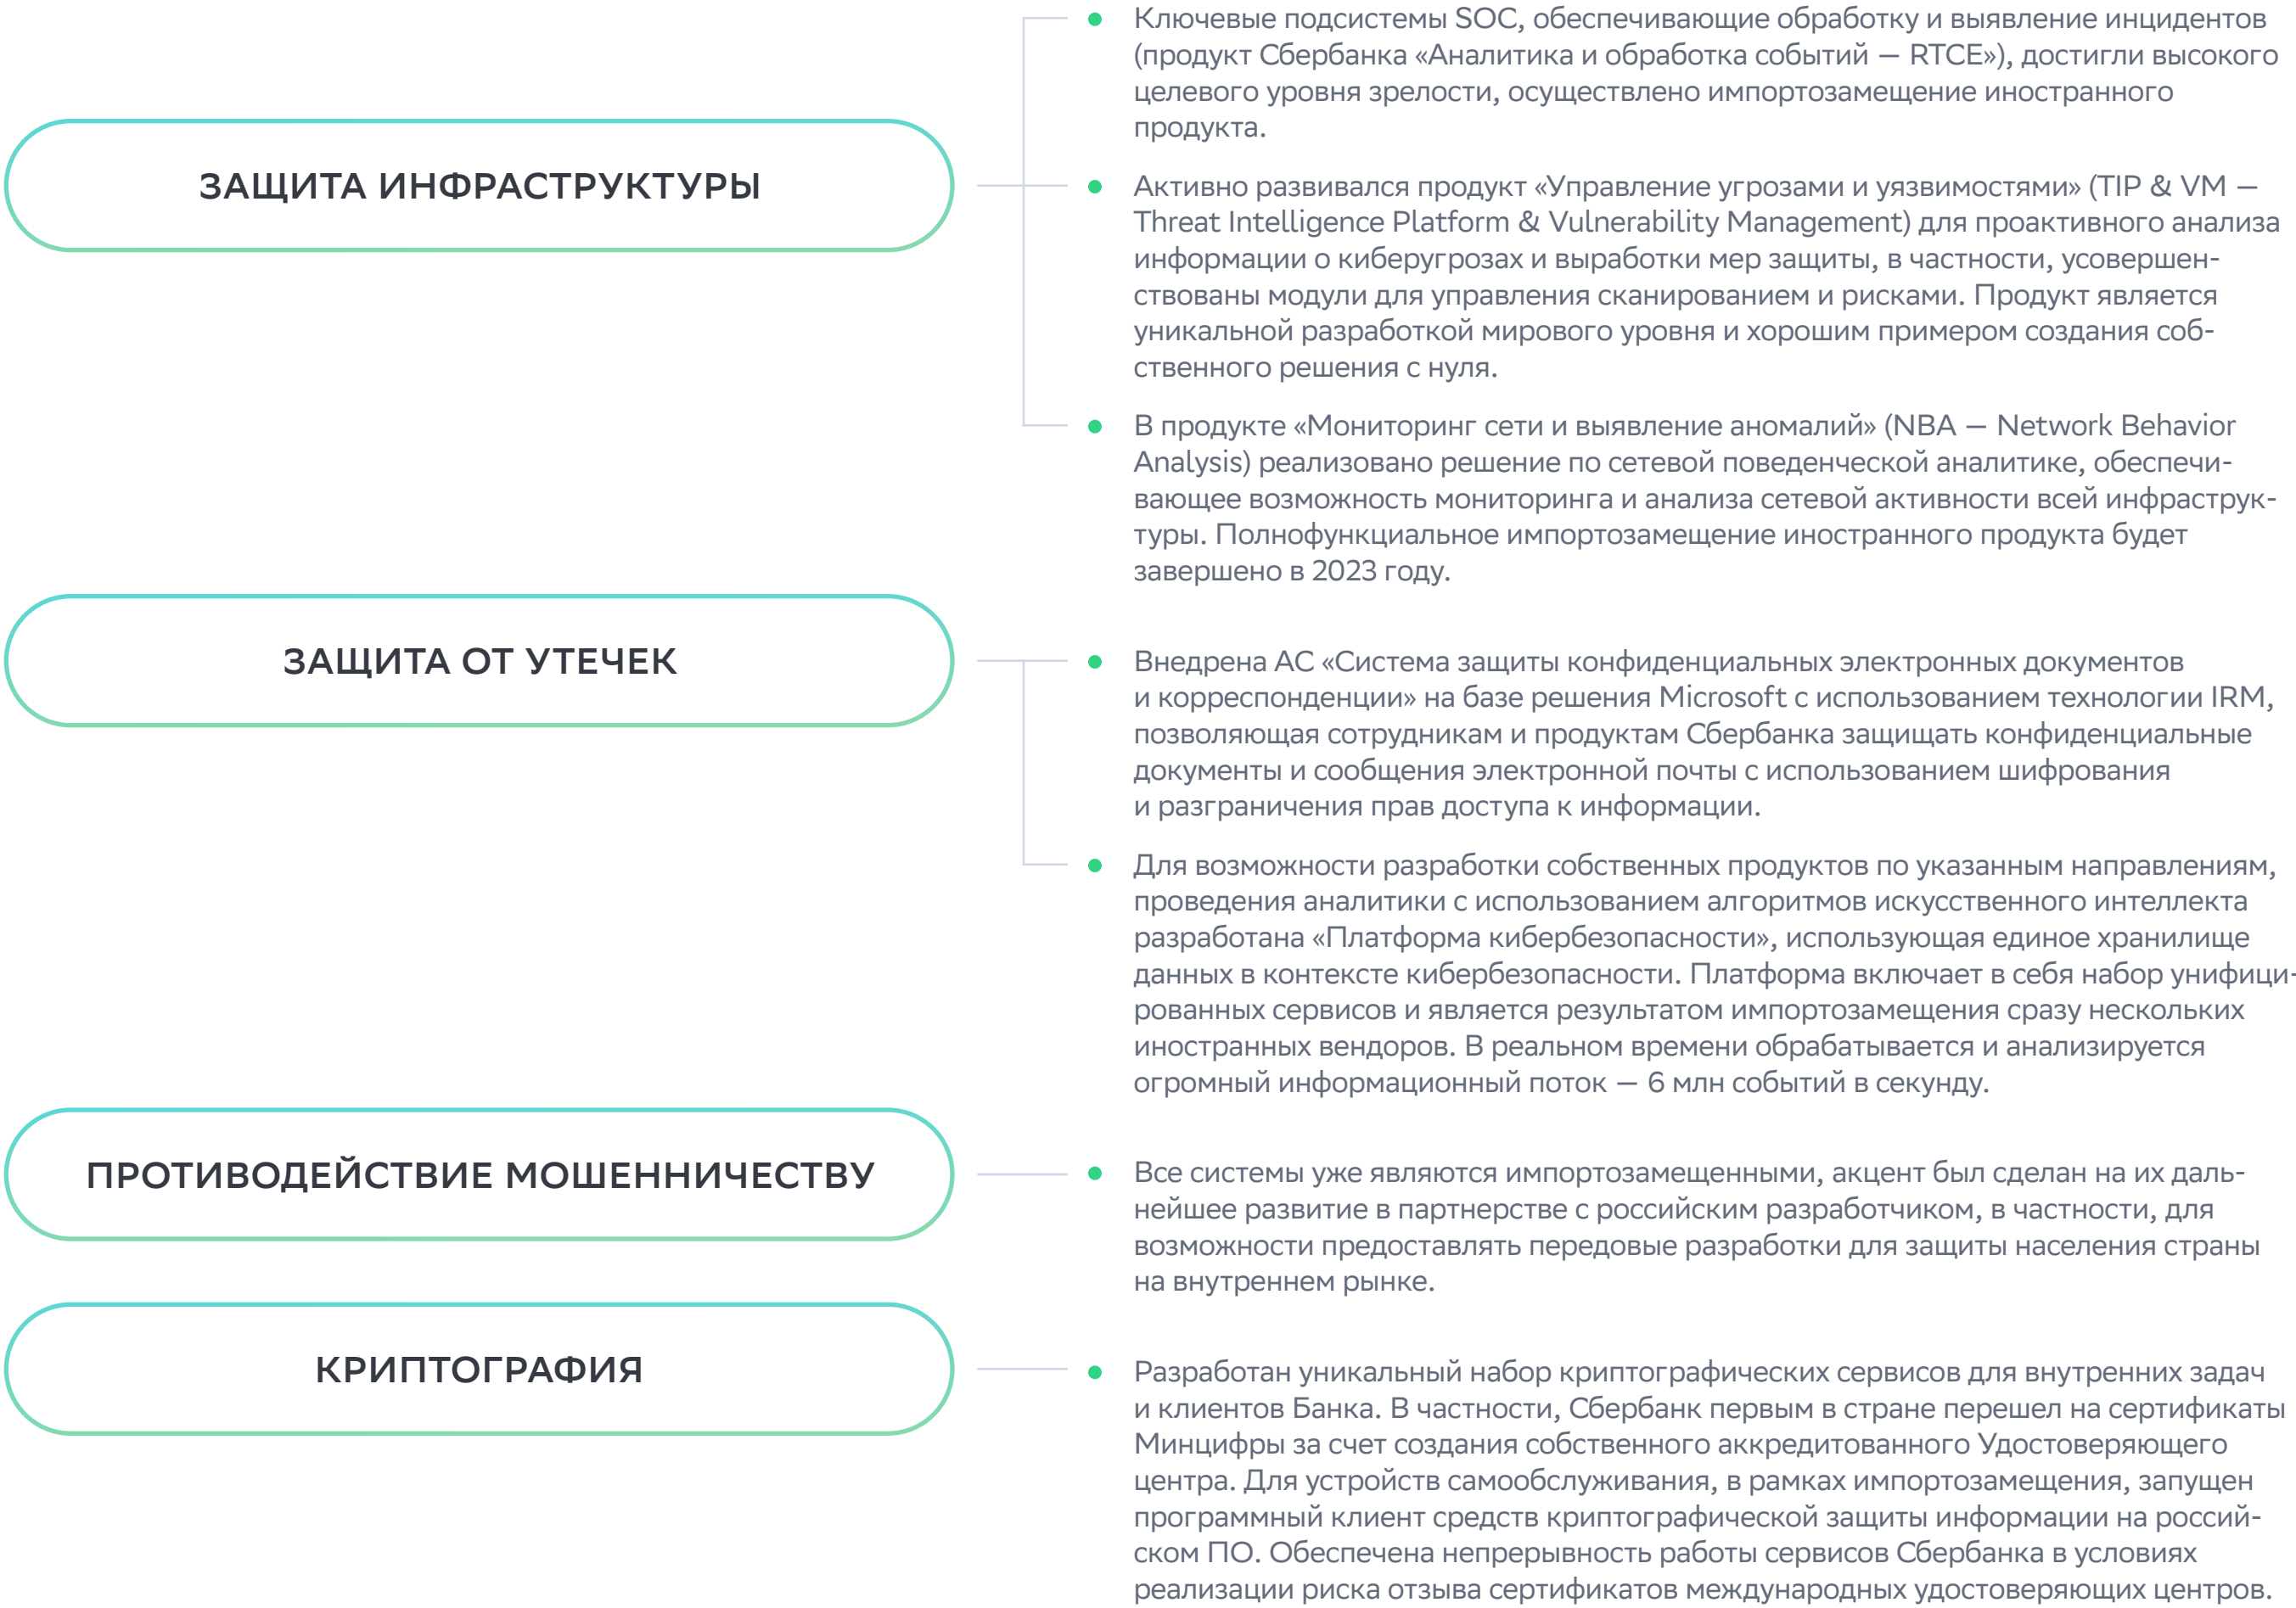 Ключевые подсистемы SOC, обеспечивающие обработку и выявление инцидентов
(продукт Сбербанка «Аналитика и обработка событий — RTCE»), достигли высокого
целевого уровня зрелости, осуществлено импортозамещение иностранного
продукта.
ЗАЩИТА ИНФРАСТРУКТУРЫ
Активно развивался продукт «Управление угрозами и уязвимостями» (TIP & VM —
Threat Intelligence Platform & Vulnerability Management) для проактивного анализа
информации о киберугрозах и выработки мер защиты, в частности, усовершен-
ствованы модули для управления сканированием и рисками. Продукт является
уникальной разработкой мирового уровня и хорошим примером создания соб-
ственного решения с нуля.
В продукте «Мониторинг сети и выявление аномалий» (NBA — Network Behavior
Analysis) реализовано решение по сетевой поведенческой аналитике, обеспечи-
вающее возможность мониторинга и анализа сетевой активности всей инфраструк-
туры. Полнофункциальное импортозамещение иностранного продукта будет
завершено в 2023 году.
ЗАЩИТА ОТ УТЕЧЕК
Внедрена АС «Система защиты конфиденциальных электронных документов
и корреспонденции» на базе решения Microsoft с использованием технологии IRM,
позволяющая сотрудникам и продуктам Сбербанка защищать конфиденциальные
документы и сообщения электронной почты с использованием шифрования
и разграничения прав доступа к информации.
Для возможности разработки собственных продуктов по указанным направлениям,
проведения аналитики с использованием алгоритмов искусственного интеллекта
разработана «Платформа кибербезопасности», использующая единое хранилище
данных в контексте кибербезопасности. Платформа включает в себя набор унифици-
рованных сервисов и является результатом импортозамещения сразу нескольких
иностранных вендоров. В реальном времени обрабатывается и анализируется
огромный информационный поток — 6 млн событий в секунду.
ПРОТИВОДЕЙСТВИЕ МОШЕННИЧЕСТВУ
Все системы уже являются импортозамещенными, акцент был сделан на их даль-
нейшее развитие в партнерстве с российским разработчиком, в частности, для
возможности предоставлять передовые разработки для защиты населения страны
на внутреннем рынке.
КРИПТОГРАФИЯ
Разработан уникальный набор криптографических сервисов для внутренних задач
и клиентов Банка. В частности, Сбербанк первым в стране перешел на сертификаты
Минцифры за счет создания собственного аккредитованного Удостоверяющего
центра. Для устройств самообслуживания, в рамках импортозамещения, запущен
программный клиент средств криптографической защиты информации на россий-
ском ПО. Обеспечена непрерывность работы сервисов Сбербанка в условиях
реализации риска отзыва сертификатов международных удостоверяющих центров.